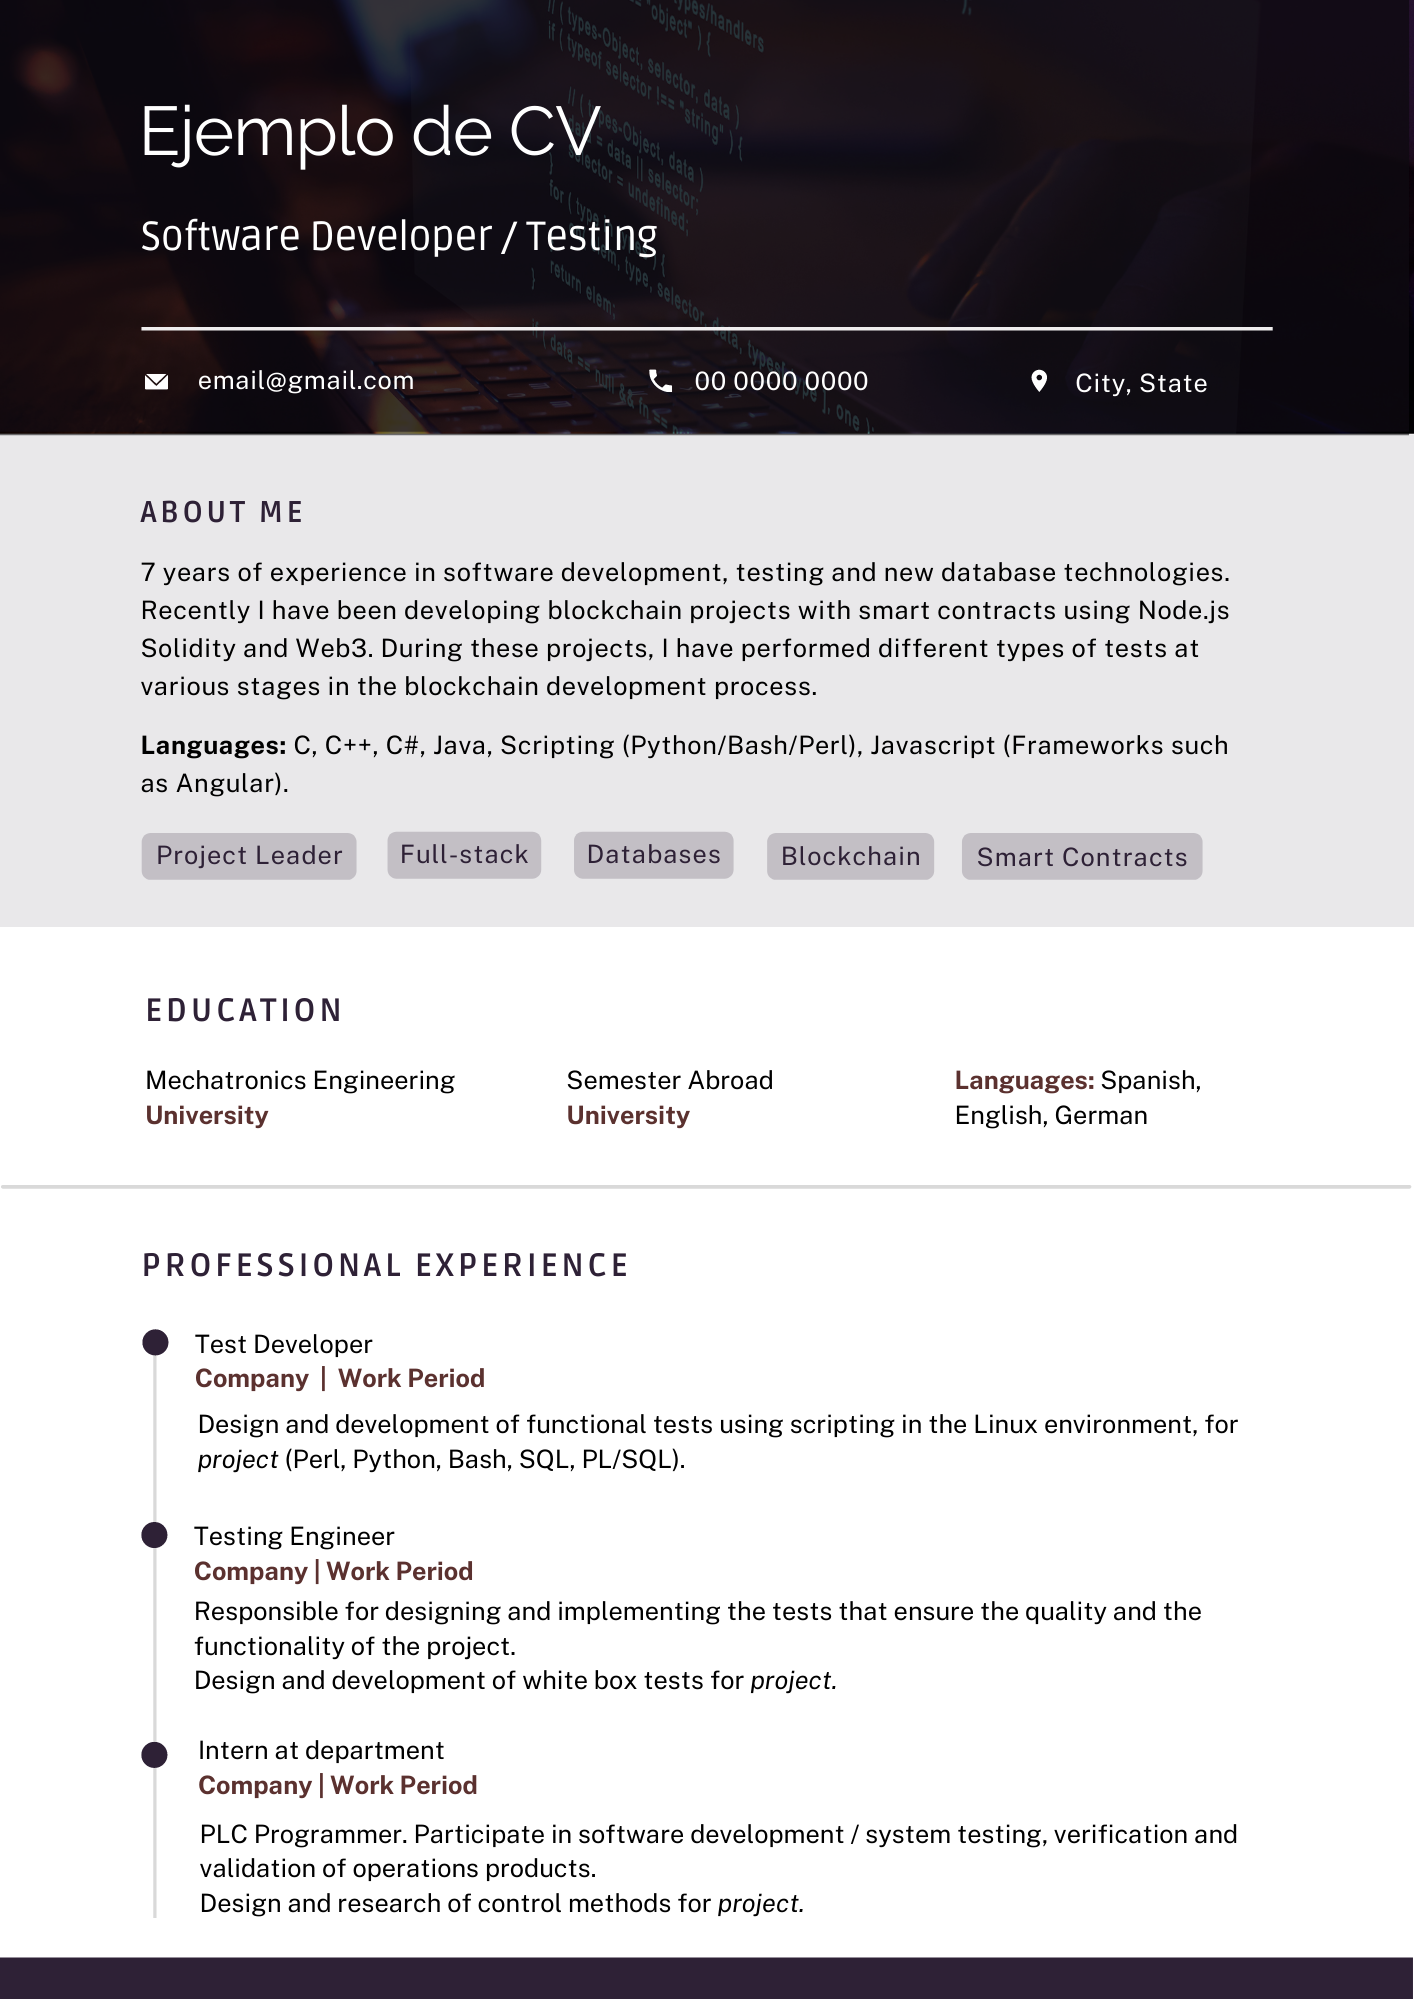 Ejemplo de CV
Software Developer / Testing
email@gmail.com
00 0000 0000
City, State
ABOUT ME
7 years of experience in software development, testing and new database technologies.
Recently I have been developing blockchain projects with smart contracts using Node.js
Solidity and Web3. During these projects, I have performed different types of tests at
various stages in the blockchain development process.
Languages: C, C++, C#, Java, Scripting (Python/Bash/Perl), Javascript (Frameworks such
as Angular).
Project Leader
Full-stack
Databases
Blockchain
Smart Contracts
EDUCATION
Mechatronics Engineering
University
Semester Abroad
University
Languages: Spanish,
English, German
PROFESSIONAL EXPERIENCE
Test Developer
Company | Work Period
Design and development of functional tests using scripting in the Linux environment, for
project (Perl, Python, Bash, SQL, PL/SQL).
Testing Engineer
Company | Work Period
Responsible for designing and implementing the tests that ensure the quality and the
functionality of the project.
Design and development of white box tests for project.
Intern at department
Company | Work Period
PLC Programmer. Participate in software development / system testing, verification and
validation of operations products.
Design and research of control methods for project.